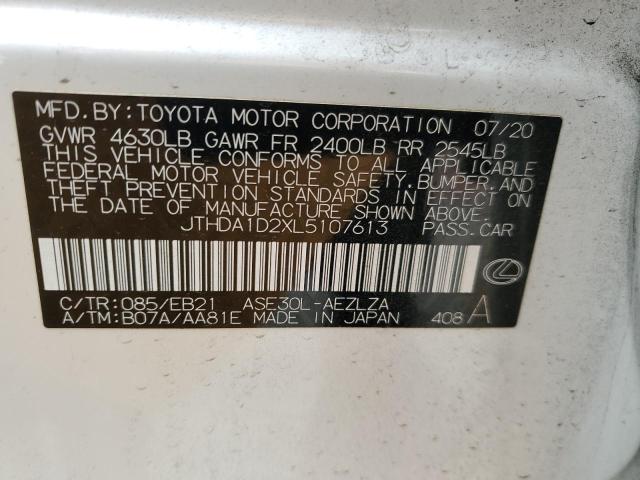 MFD. BY: TOYOTA MOTOR CORPORATION 07/20
GVWR 4630LB GAWR FR 2400LB RR 2545LB
THIS VEHICLE CONFORMS TO ALL APPLICABLE
FEDERAL MOTOR VEHICLE SAFETY, BUMPER, AND
THEFT PREVENTION STANDARDS IN EFFECT ON
THE DATE OF MANUFACTURE SHOWN ABOVE.
JTHDA1D2XL5107613 PASS. CAR
C/TR: 085/EB21 ASE30L-AEZLZA
A/TM: B07A/AA81E MADE IN JAPAN 408 A